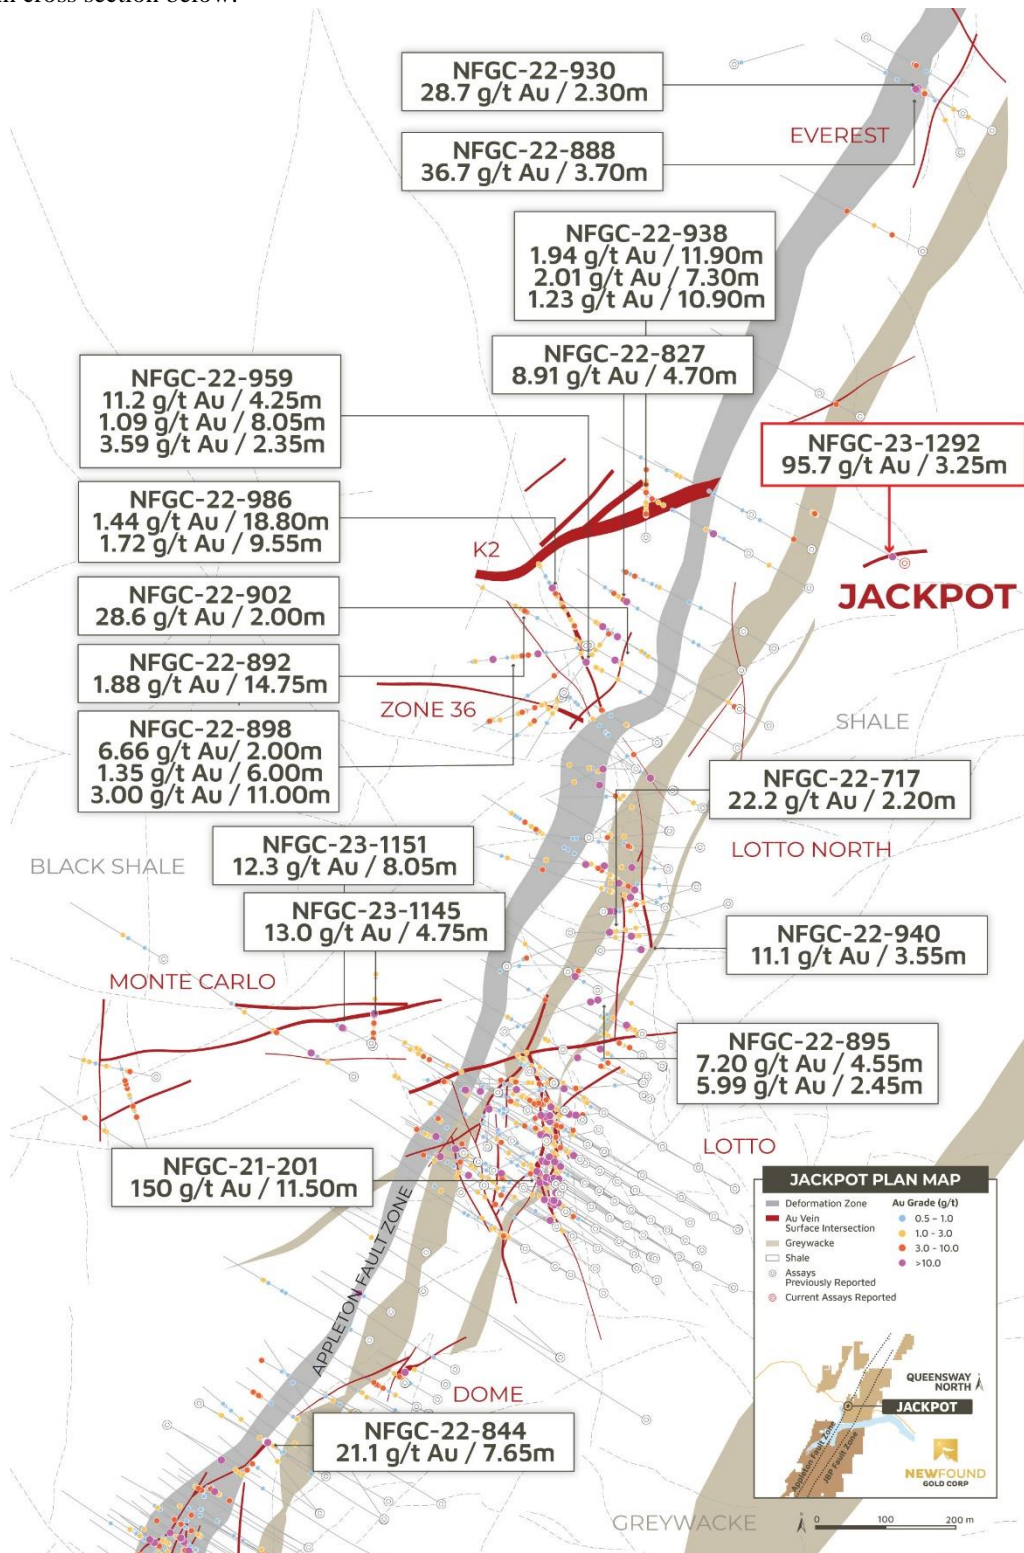 in cross section below.
NFGC-22-930
28.7 g/t Au / 2.30m
EVEREST
NFGC-22-888
36.7 g/t Au / 3.70m
NFGC-22-938
1.94 g/t Au / 11.90m
2.01 g/t Au / 7.30m
1.23 g/t Au / 10.90m
NFGC-22-827
8.91 g/t Au / 4.70m
NFGC-22-959
11.2 g/t Au / 4.25m
1.09 g/t Au / 8.05m
3.59 g/t Au / 2.35m
NFGC-23-1292
95.7 g/t Au / 3.25m
NFGC-22-986
1.44 g/t Au / 18.80m
1.72 g/t Au / 9.55m
K2
JACKPOT
NFGC-22-902
28.6 g/t Au / 2.00m
NFGC-22-892
1.88 g/t Au / 14.75m
ZONE 36
SHALE
NFGC-22-898
6.66 g/t Au/ 2.00m
1.35 g/t Au / 6.00m
3.00 g/t Au / 11.00m
NFGC-22-717
22.2 g/t Au / 2.20m
NFGC-23-1151
12.3 g/t Au / 8.05m
LOTTO NORTH
BLACK SHALE
NFGC-23-1145
13.0 g/t Au / 4.75m
NFGC-22-940
11.1 g/t Au / 3.55m
MONTE CARLO
NFGC-22-895
7.20 g/t Au / 4.55m
5.99 g/t Au / 2.45m
LOTTO
NFGC-21-201
150 g/t Au / 11.50m
APPLETON FAULT ZONE
DOME
NFGC-22-844
21.1 g/t Au / 7.65m
GREYWACKE
JACKPOT PLAN MAP
Deformation Zone
Au Vein
Surface Intersection
Greywacke
Shale
Assays
Previously Reported
Current Assays Reported
Au Grade (g/t)
0.5 - 1.0
1.0 - 3.0
3.0 - 10.0
>10.0
QUEENSWAY
NORTH
JACKPOT
Appleton Fault Zone
JBP Fault Zone
NEWFOUND
GOLD CORP
0 100 200 m